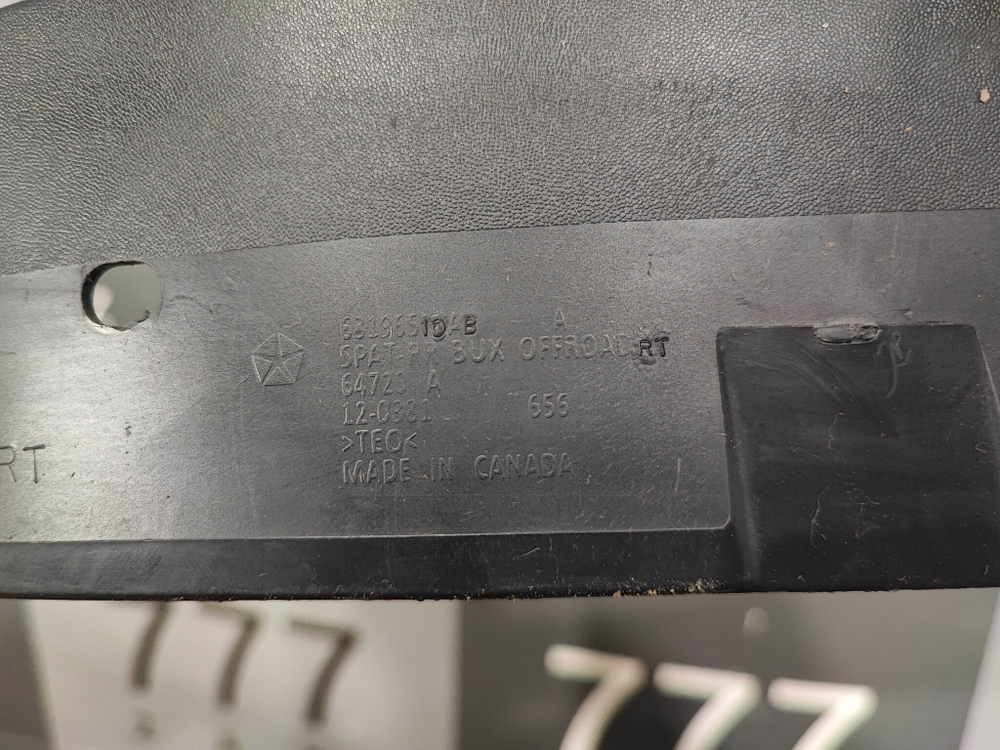 68196510AB A
SPAT RR BUX OFFROAD RT
64720 A
12-0381 656
>TEO<
MADE IN CANADA
RT
777
777